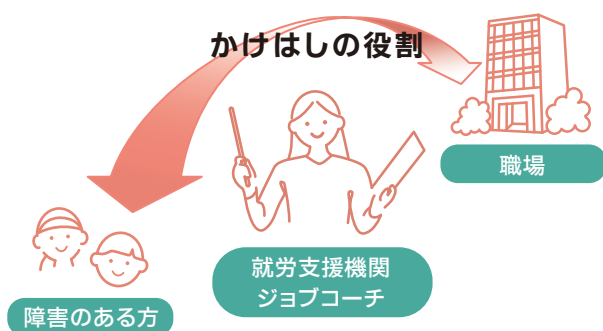 かけはしの役割
職場
就労支援機関
ジョブコーチ
障害のある方